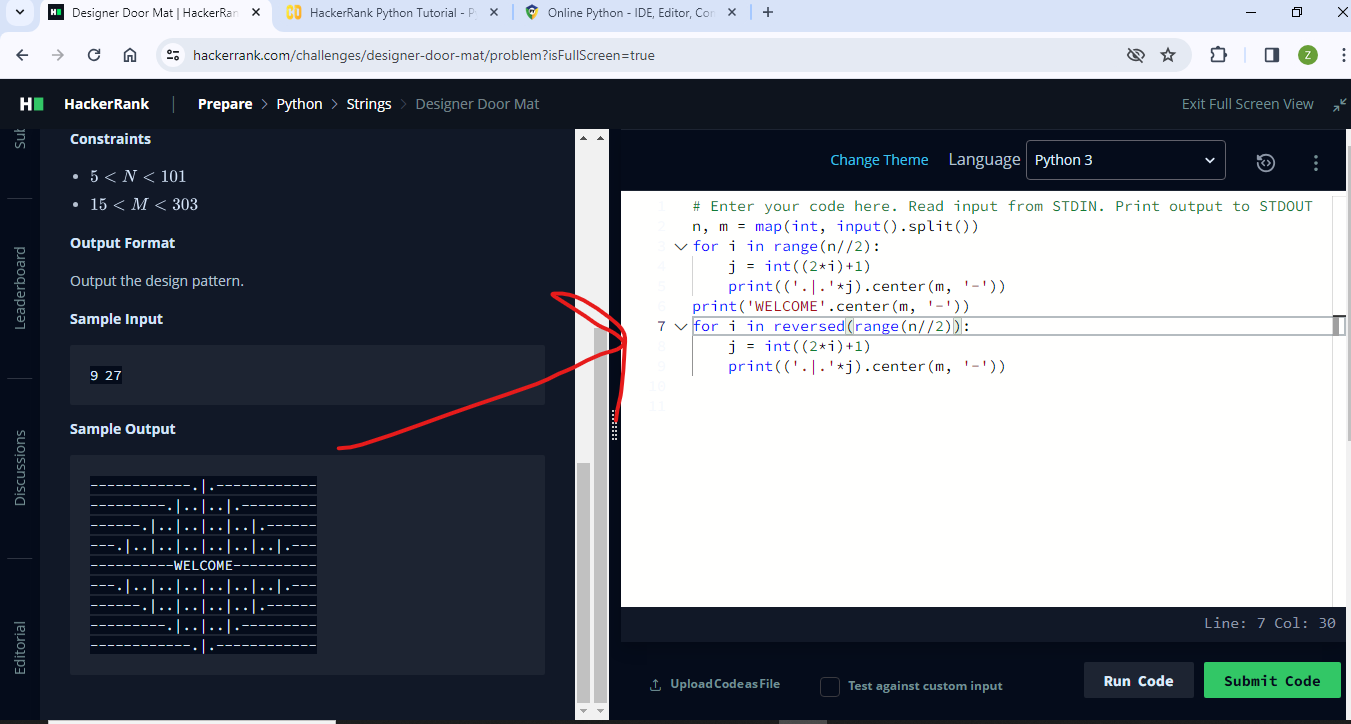 Designer Door Mat | HackerRan
HackerRank Python Tutorial - Py
Online Python - IDE, Editor, Con
hackerrank.com/challenges/designer-door-mat/problem?isFullScreen=true
Z
H
HackerRank
Prepare > Python > Strings > Designer Door Mat
Exit Full Screen View
Sub
Leaderboard
Discussions
Editorial
Constraints
• 5 < N < 101
• 15 < M < 303
Output Format
Output the design pattern.
Sample Input
9 27
Sample Output
------------.|.------------
---------.|..|..|.---------
------.|..|..|..|..|.------
---.|..|..|..|..|..|..|.---
----------WELCOME----------
---.|..|..|..|..|..|..|.---
------.|..|..|..|..|.------
---------.|..|..|.---------
------------.|.------------
Change Theme
Language
Python 3
1 # Enter your code here. Read input from STDIN. Print output to STDOUT
2 n, m = map(int, input().split())
3 for i in range(n//2):
4 j = int((2*i)+1)
5 print(('.|.'*j).center(m, '-'))
6 print('WELCOME'.center(m, '-'))
7 for i in reversed(range(n//2)):
8 j = int((2*i)+1)
9 print(('.|.'*j).center(m, '-'))
10
11
Line: 7 Col: 30
Upload Code as File
Test against custom input
Run Code
Submit Code